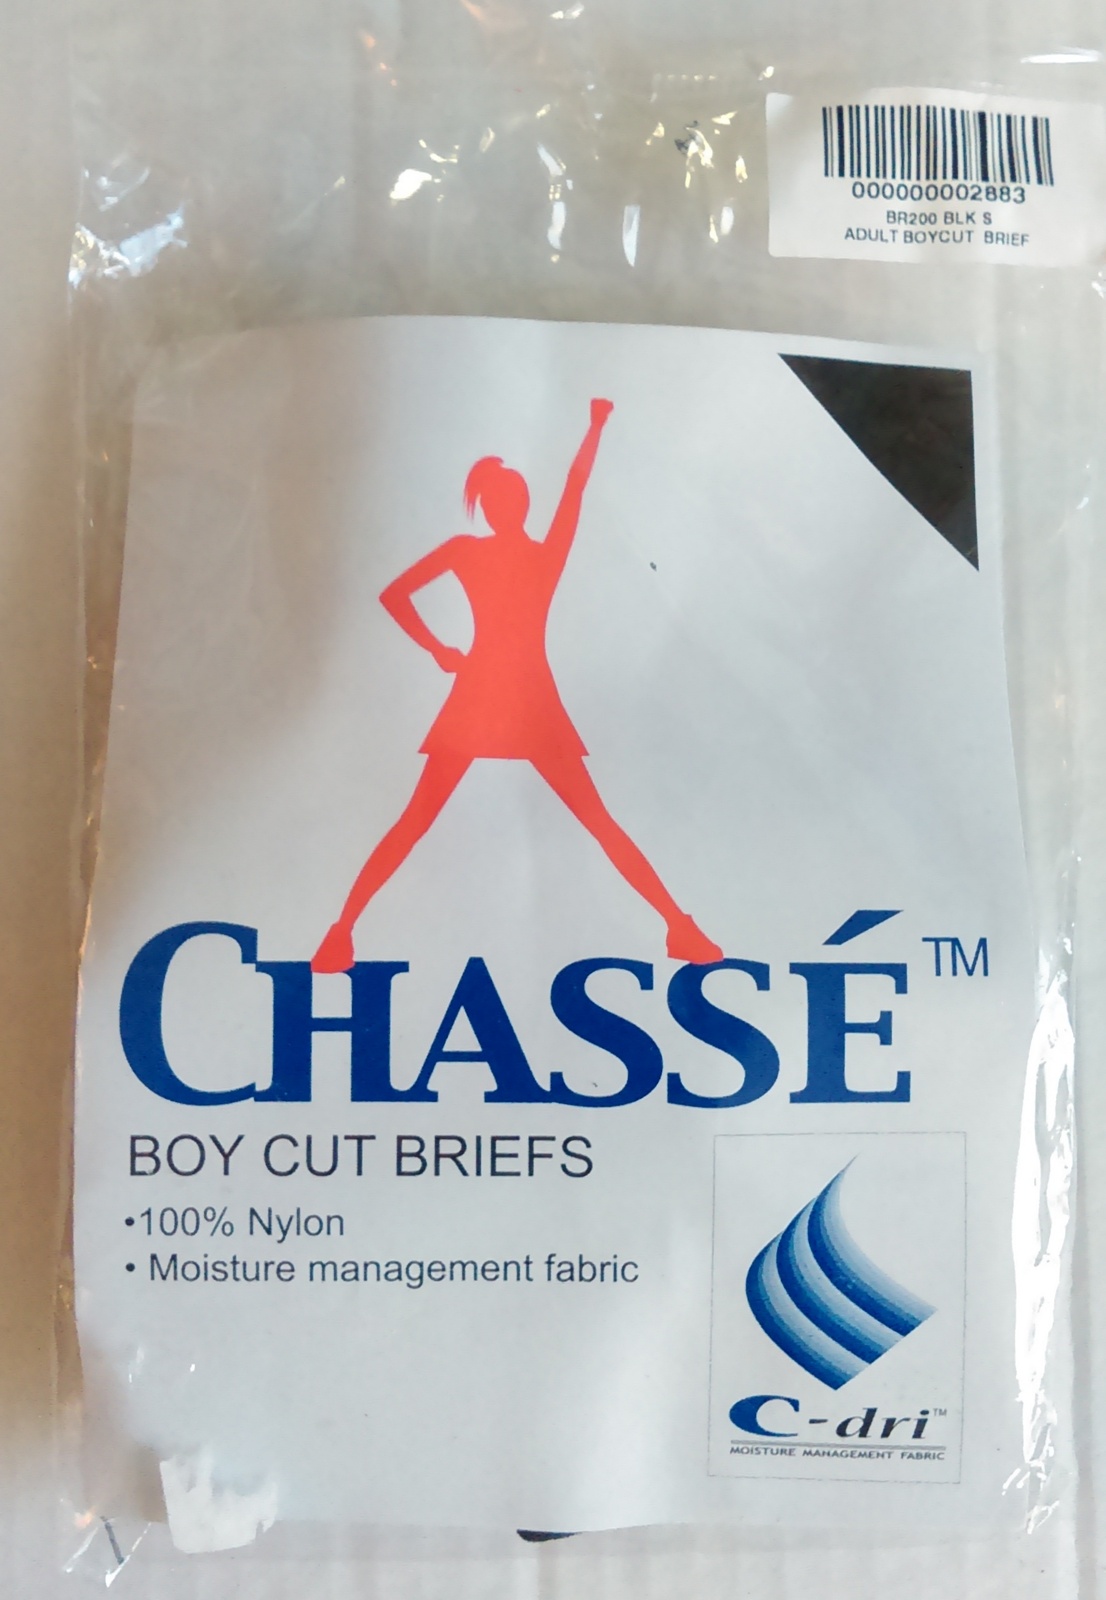 000000002883
BR200 BLK S
ADULT BOYCUT BRIEF
CHASSÉ™
BOY CUT BRIEFS
•100% Nylon
• Moisture management fabric
C-dri™
MOISTURE MANAGEMENT FABRIC